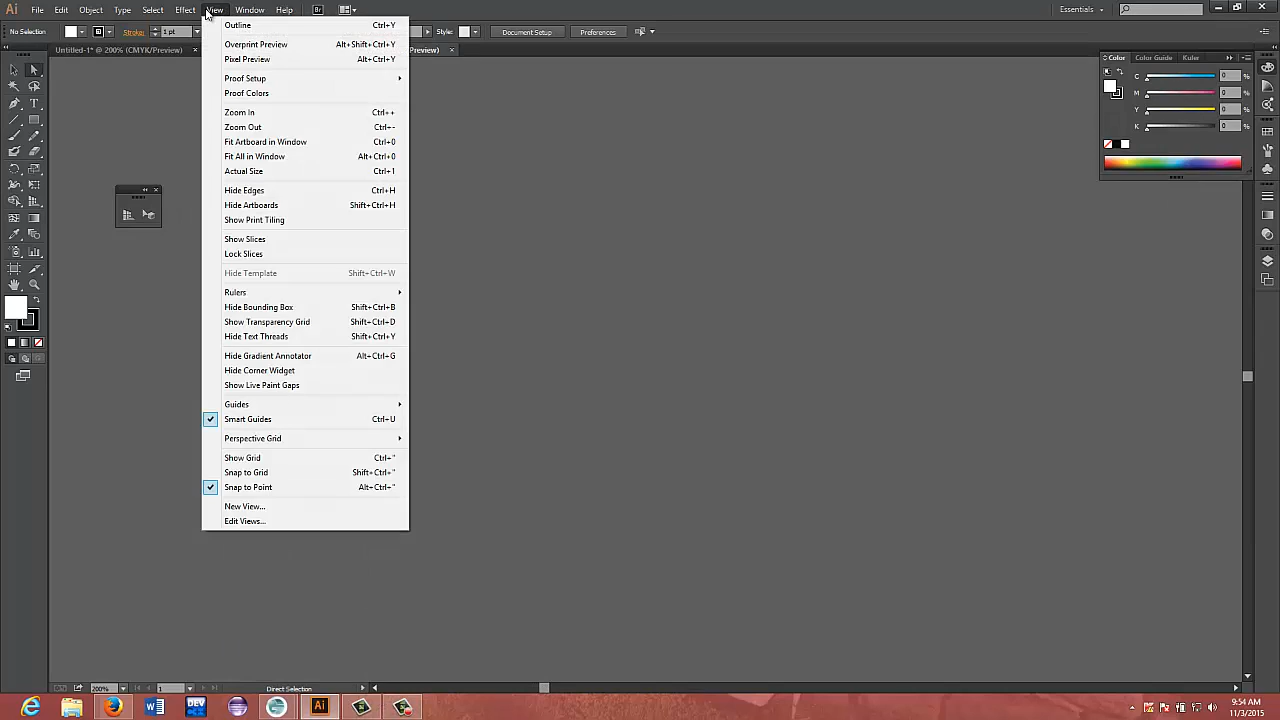 Ai File Edit Object Type Select Effect View Window Help Br Essentials
No Selection Stroke: 1 pt Style: Document Setup Preferences
Untitled-1* @ 200% (CMYK/Preview) × Preview) ×
Color Color Guide Kuler
C 0 %
M 0 %
Y 0 %
K 0 %
Outline Ctrl+Y
Overprint Preview Alt+Shift+Ctrl+Y
Pixel Preview Alt+Ctrl+Y
Proof Setup
Proof Colors
Zoom In Ctrl++
Zoom Out Ctrl+-
Fit Artboard in Window Ctrl+0
Fit All in Window Alt+Ctrl+0
Actual Size Ctrl+1
Hide Edges Ctrl+H
Hide Artboards Shift+Ctrl+H
Show Print Tiling
Show Slices
Lock Slices
Hide Template Shift+Ctrl+W
Rulers
Hide Bounding Box Shift+Ctrl+B
Show Transparency Grid Shift+Ctrl+D
Hide Text Threads Shift+Ctrl+Y
Hide Gradient Annotator Alt+Ctrl+G
Hide Corner Widget
Show Live Paint Gaps
Guides
Smart Guides Ctrl+U
Perspective Grid
Show Grid Ctrl+"
Snap to Grid Shift+Ctrl+"
Snap to Point Alt+Ctrl+"
New View...
Edit Views...
200% 1 Direct Selection
DEV Ai
9:54 AM
11/3/2015